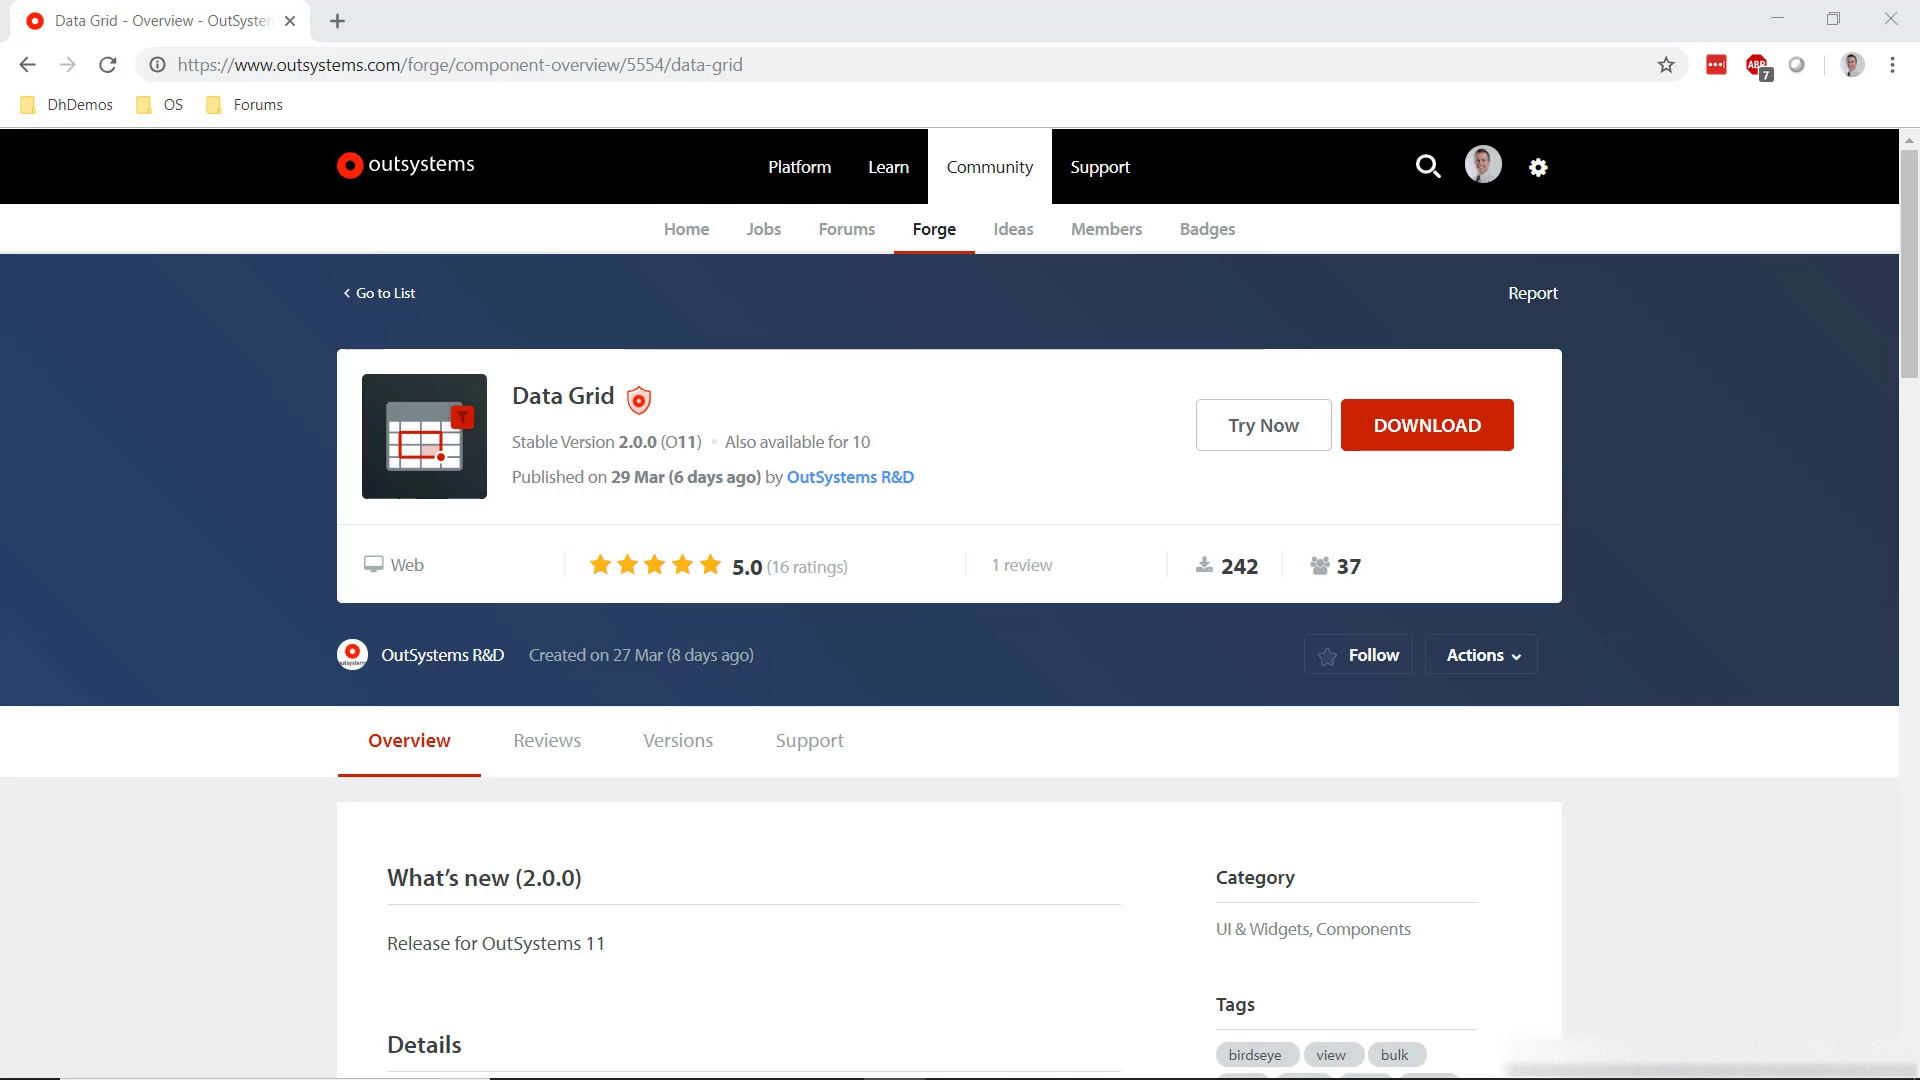 Data Grid - Overview - OutSyste
https://www.outsystems.com/forge/component-overview/5554/data-grid
ABP
7
DhDemos OS Forums
outsystems
Platform Learn Community Support
Home Jobs Forums Forge Ideas Members Badges
Go to List
Report
Data Grid
Stable Version 2.0.0 (O11) • Also available for 10
Published on 29 Mar (6 days ago) by OutSystems R&D
Try Now
DOWNLOAD
Web
5.0 (16 ratings)
1 review
242
37
OutSystems R&D
Created on 27 Mar (8 days ago)
Follow
Actions
Overview Reviews Versions Support
What's new (2.0.0)
Release for OutSystems 11
Details
Category
UI & Widgets, Components
Tags
birdseye view bulk